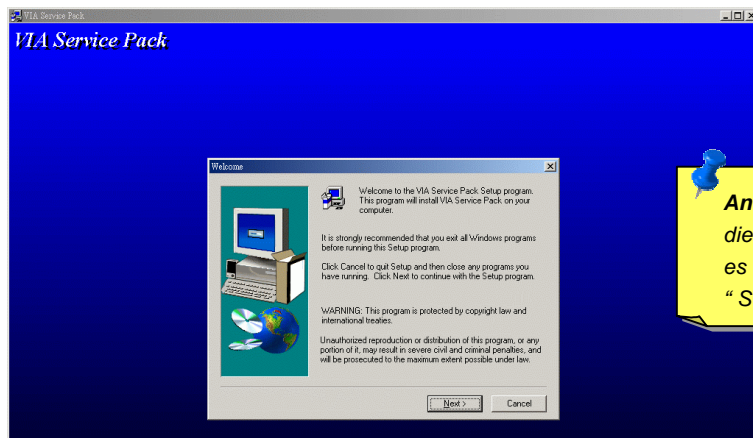 VIA Service Pack
VIA Service Pack
Welcome
Welcome to the VIA Service Pack Setup program.
This program will install VIA Service Pack on your
computer.
It is strongly recommended that you exit all Windows programs
before running this Setup program.
Click Cancel to quit Setup and then close any programs you
have running. Click Next to continue with the Setup program.
WARNING: This program is protected by copyright law and
international treaties.
Unauthorized reproduction or distribution of this program, or any
portion of it, may result in severe civil and criminal penalties, and
will be prosecuted to the maximum extent possible under law.
Next >
Cancel
An
die
es
“ S